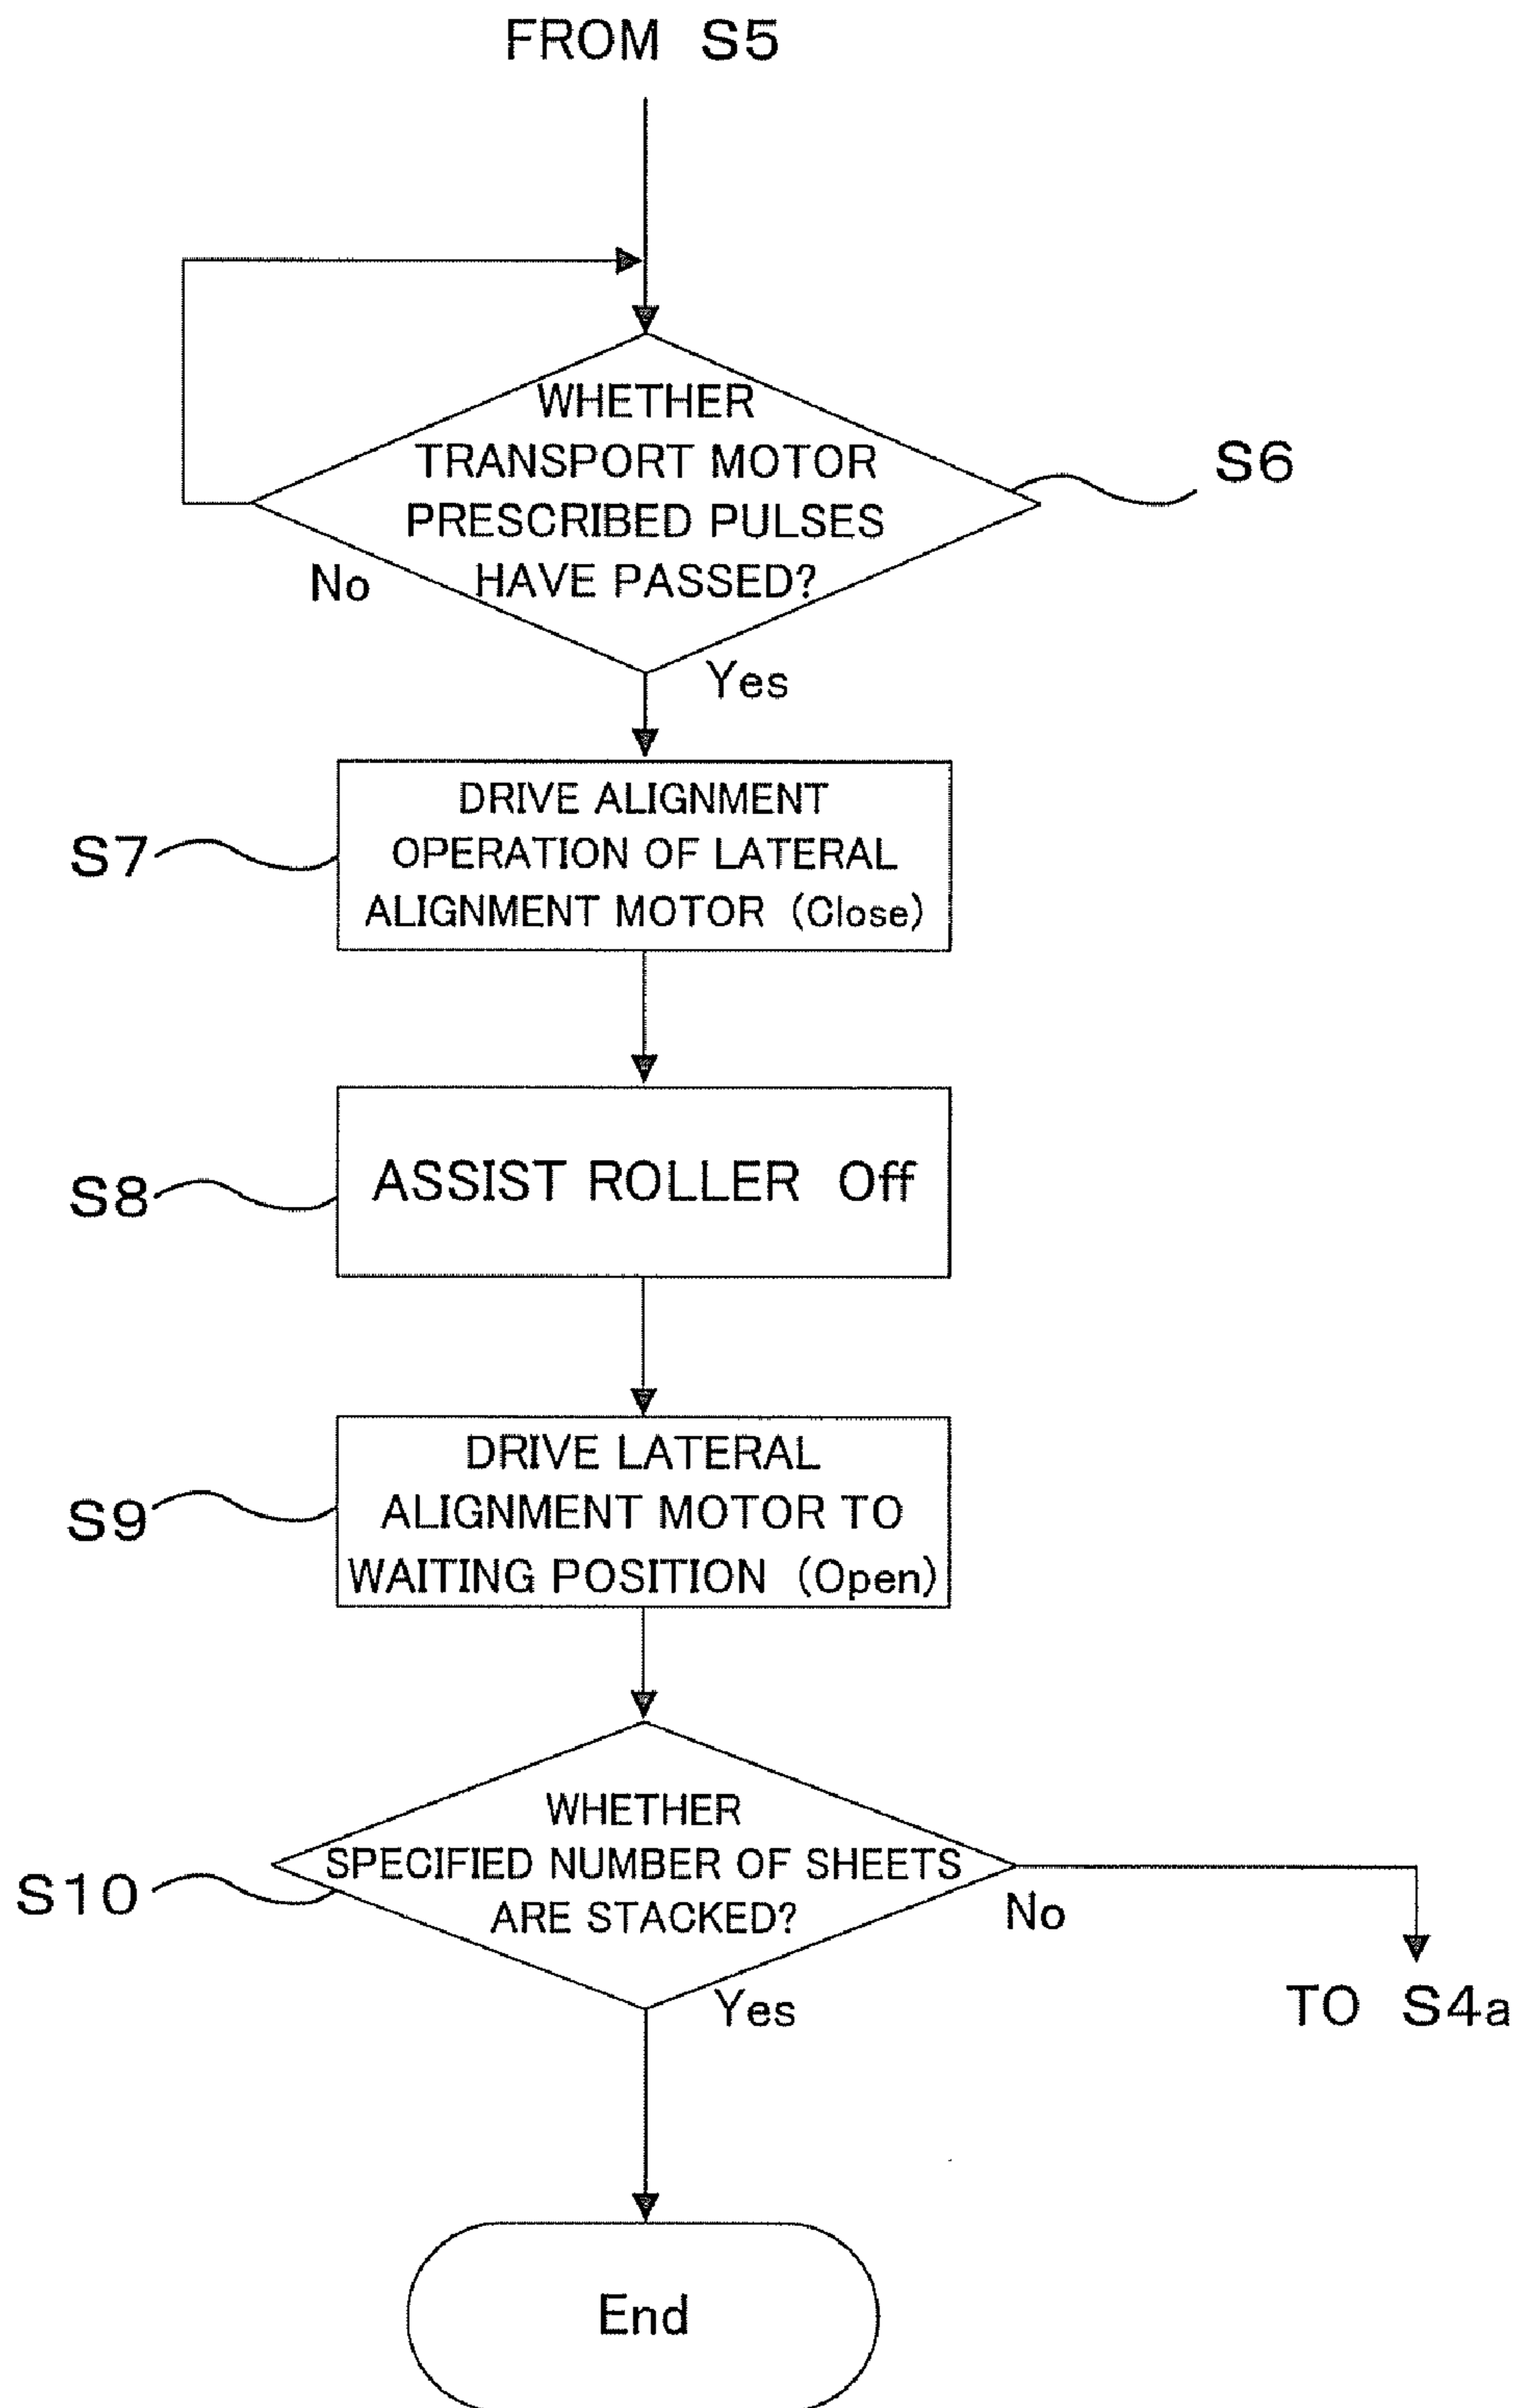 FROM S5
WHETHER
TRANSPORT MOTOR
PRESCRIBED PULSES
HAVE PASSED?
S6
No
Yes
DRIVE ALIGNMENT
OPERATION OF LATERAL
ALIGNMENT MOTOR (Close)
S7
ASSIST ROLLER Off
S8
DRIVE LATERAL
ALIGNMENT MOTOR TO
WAITING POSITION (Open)
S9
WHETHER
SPECIFIED NUMBER OF SHEETS
ARE STACKED?
S10
No
Yes
TO S4a
End